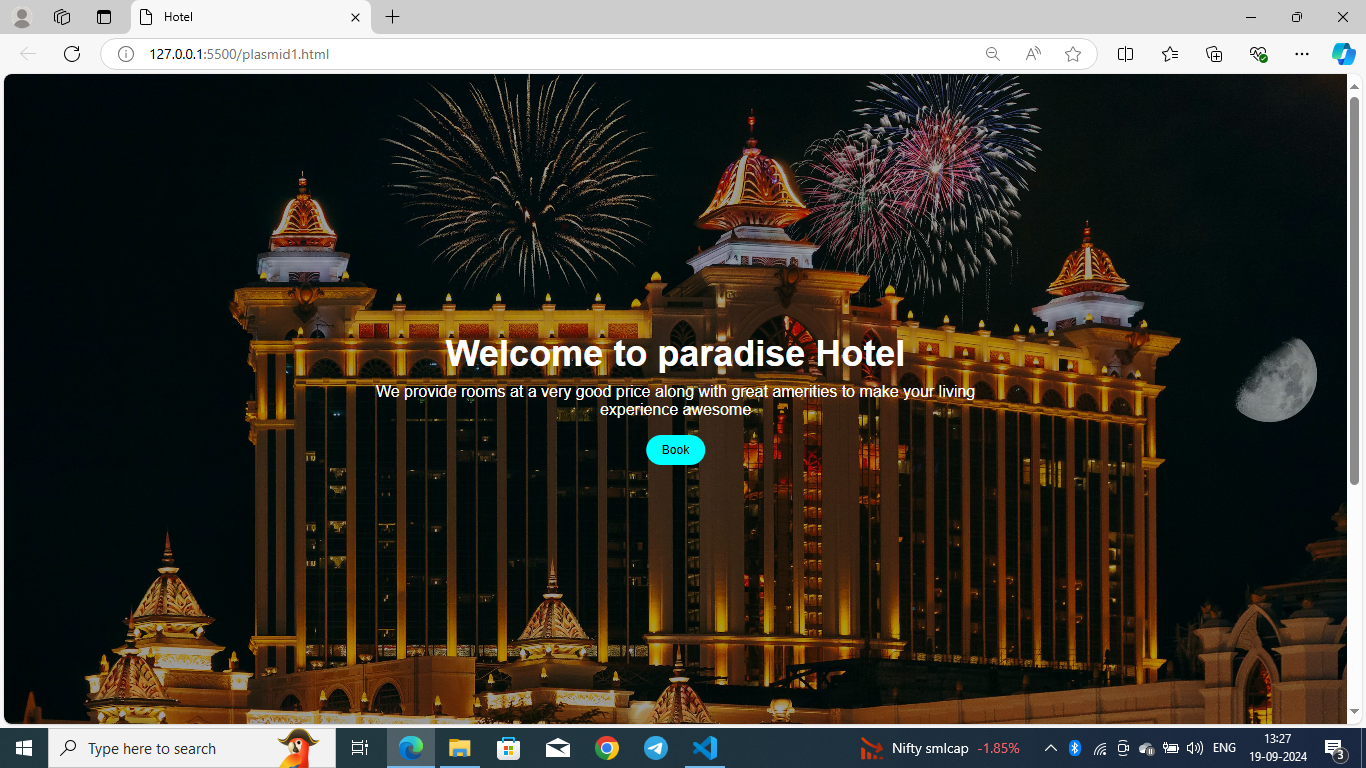 Hotel
127.0.0.1:5500/plasmid1.html
Welcome to paradise Hotel
We provide rooms at a very good price along with great amerities to make your living
experience awesome
Book
Type here to search
Nifty smlcap -1.85%
ENG
13:27
19-09-2024
3